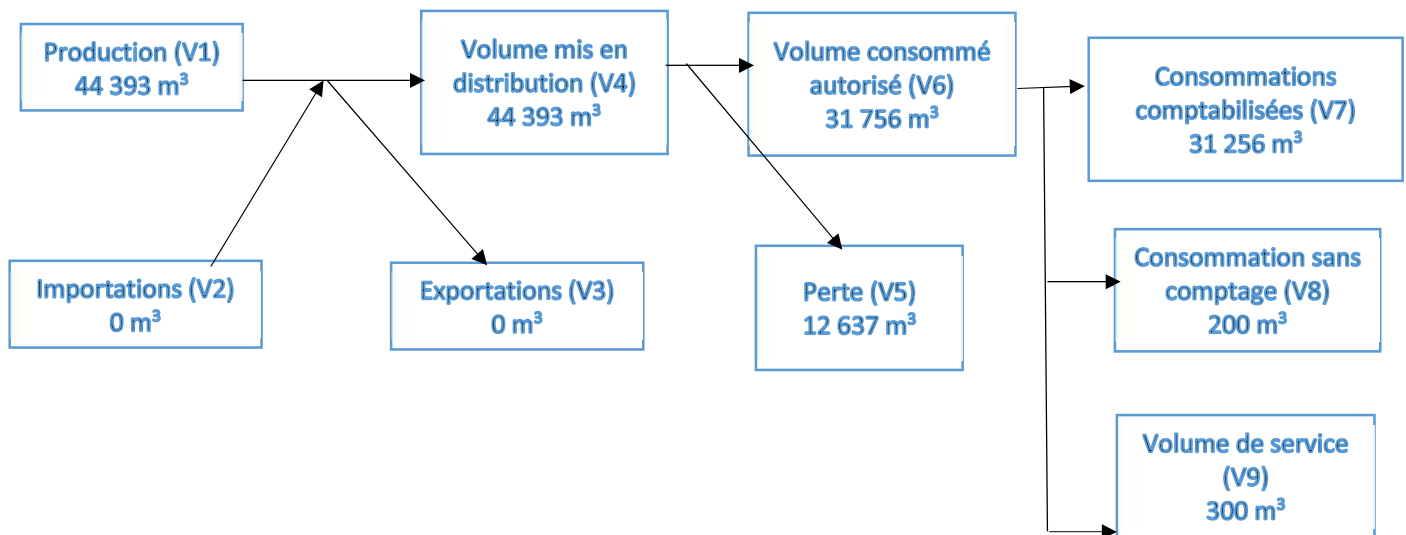 Production (V1)
44 393 m³
Volume mis en
distribution (V4)
44 393 m³
Volume consommé
autorisé (V6)
31 756 m³
Consommations
comptabilisées (V7)
31 256 m³
Importations (V2)
0 m³
Exportations (V3)
0 m³
Perte (V5)
12 637 m³
Consommation sans
comptage (V8)
200 m³
Volume de service
(V9)
300 m³